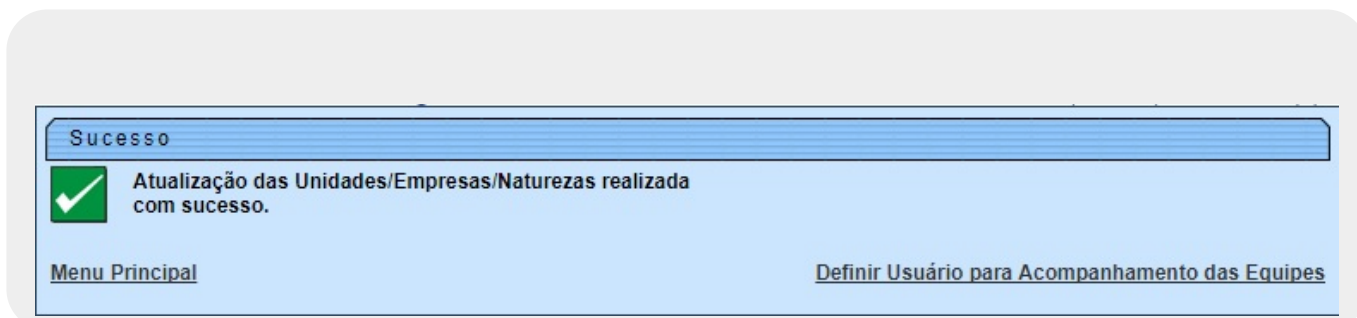 Sucesso
Atualização das Unidades/Empresas/Naturezas realizada
com sucesso.
Menu Principal
Definir Usuário para Acompanhamento das Equipes